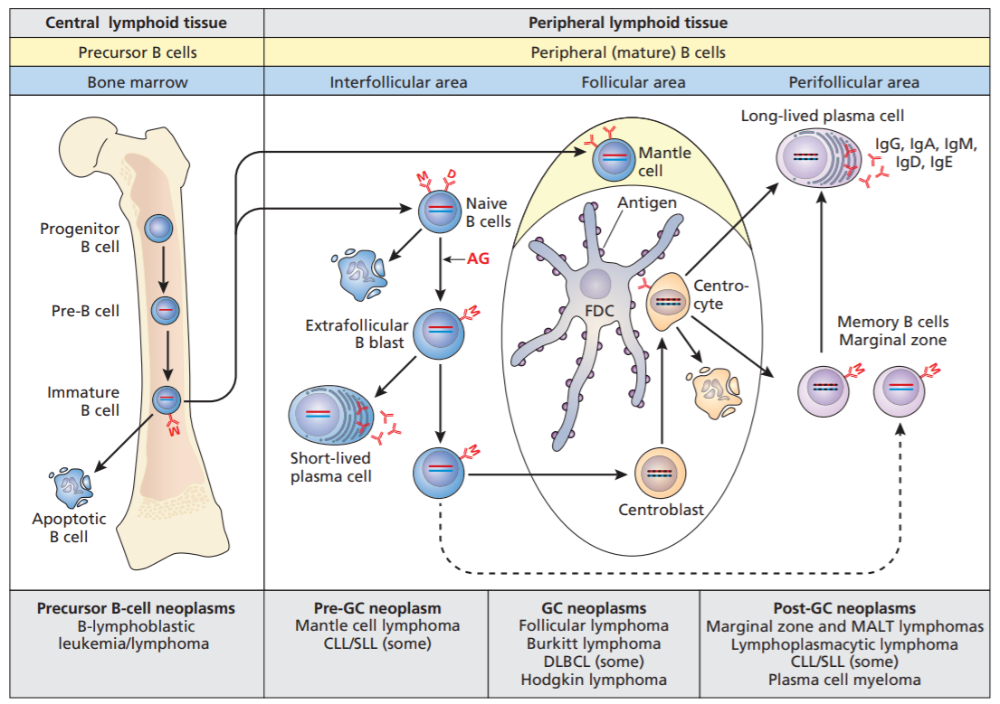 Central lymphoid tissue
Peripheral lymphoid tissue
Precursor B cells
Peripheral (mature) B cells
Bone marrow
Interfollicular area
Follicular area
Perifollicular area
Progenitor
B cell
Pre-B cell
Immature
B cell
M
Apoptotic
B cell
M
D
Naive
B cells
AG
Extrafollicular
B blast
M
Short-lived
plasma cell
M
Mantle
cell
Antigen
FDC
Centro-
cyte
Centroblast
Long-lived plasma cell
IgG, IgA, IgM,
IgD, IgE
Memory B cells
Marginal zone
M
M
Precursor B-cell neoplasms
B-lymphoblastic
leukemia/lymphoma
Pre-GC neoplasm
Mantle cell lymphoma
CLL/SLL (some)
GC neoplasms
Follicular lymphoma
Burkitt lymphoma
DLBCL (some)
Hodgkin lymphoma
Post-GC neoplasms
Marginal zone and MALT lymphomas
Lymphoplasmacytic lymphoma
CLL/SLL (some)
Plasma cell myeloma